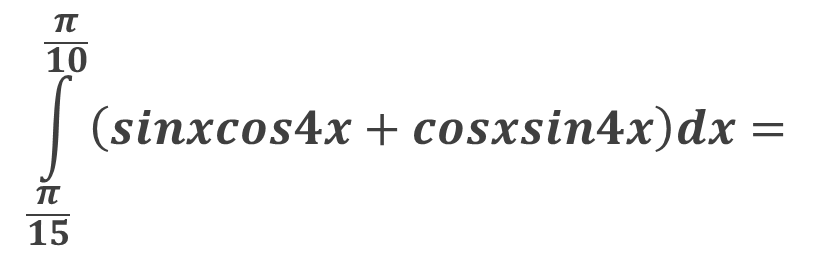 π/10
∫ (sinxcos4x + cosxsin4x)dx =
π/15